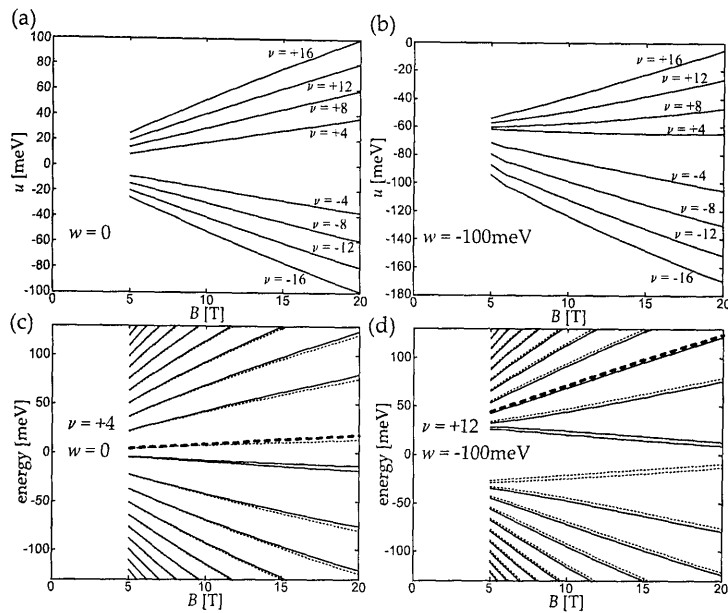 (a)
100
80
60
40
20
0
-20
-40
-60
-80
-100
u [meV]
ν = +16
ν = +12
ν = +8
ν = +4
ν = -4
ν = -8
ν = -12
ν = -16
w = 0
0 5 10 15 20
B [T]
(b)
0
-20
-40
-60
-80
-100
-120
-140
-160
-180
u [meV]
ν = +16
ν = +12
ν = +8
ν = +4
ν = -4
ν = -8
ν = -12
ν = -16
w = -100meV
0 5 10 15 20
B [T]
(c)
100
50
0
-50
-100
energy [meV]
ν = +4
w = 0
0 5 10 15 20
B [T]
(d)
100
50
0
-50
-100
energy [meV]
ν = +12
w = -100meV
0 5 10 15 20
B [T]